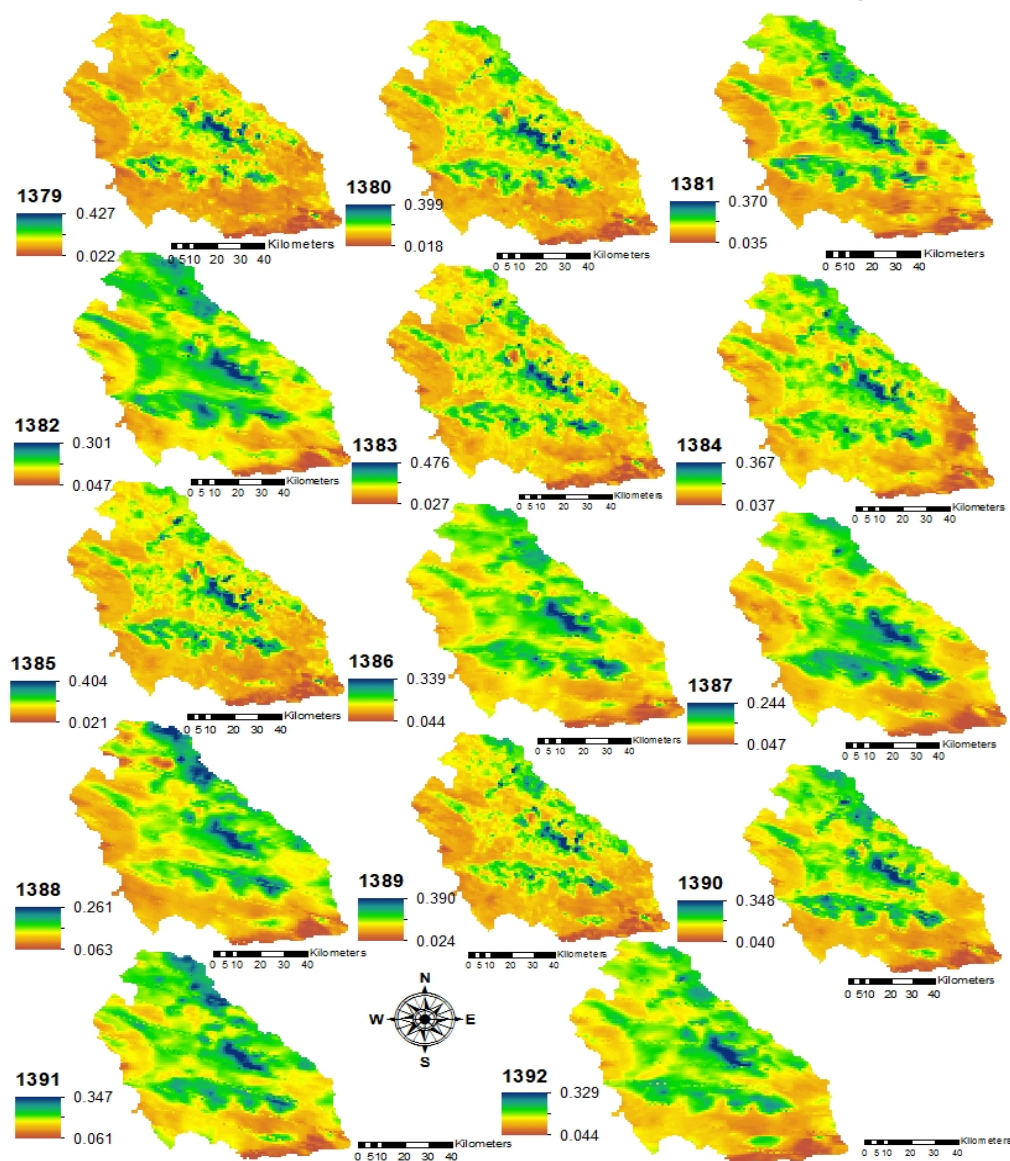 1379
0.427
0.022
Kilometers
0 5 10 20 30 40
1380
0.399
0.018
Kilometers
0 5 10 20 30 40
1381
0.370
0.035
Kilometers
0 5 10 20 30 40
1382
0.301
0.047
Kilometers
0 5 10 20 30 40
1383
0.476
0.027
Kilometers
0 5 10 20 30 40
1384
0.367
0.037
Kilometers
0 5 10 20 30 40
1385
0.404
0.021
Kilometers
0 5 10 20 30 40
1386
0.339
0.044
Kilometers
0 5 10 20 30 40
1387
0.244
0.047
Kilometers
0 5 10 20 30 40
1388
0.261
0.063
Kilometers
0 5 10 20 30 40
1389
0.390
0.024
Kilometers
0 5 10 20 30 40
1390
0.348
0.040
Kilometers
0 5 10 20 30 40
N
W E
S
1391
0.347
0.061
Kilometers
0 5 10 20 30 40
1392
0.329
0.044
Kilometers
0 5 10 20 30 40